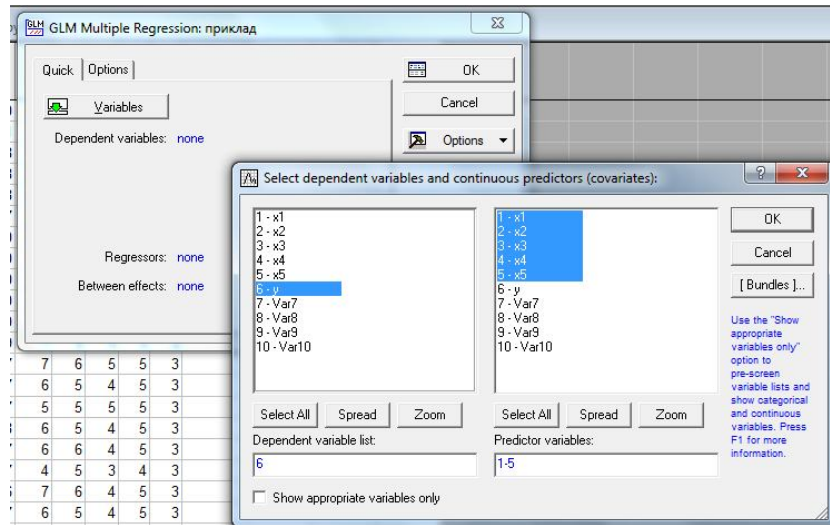 GLM Multiple Regression: приклад
Quick
Options
OK
Variables
Cancel
Dependent variables: none
Options
Regressors: none
Between effects: none
Select dependent variables and continuous predictors (covariates):
1 - x1
2 - x2
3 - x3
4 - x4
5 - x5
6 - y
7 - Var7
8 - Var8
9 - Var9
10 - Var10
1 - x1
2 - x2
3 - x3
4 - x4
5 - x5
6 - y
7 - Var7
8 - Var8
9 - Var9
10 - Var10
OK
Cancel
[ Bundles ]...
Use the "Show
appropriate
variables only"
option to
pre-screen
variable lists and
show categorical
and continuous
variables. Press
F1 for more
information.
Select All Spread Zoom
Select All Spread Zoom
Dependent variable list:
6
Predictor variables:
1-5
Show appropriate variables only
7 6 5 5 3
6 5 4 5 3
5 5 5 5 3
6 5 4 5 3
6 6 4 5 3
4 5 3 4 3
7 6 4 5 3
6 5 4 5 3